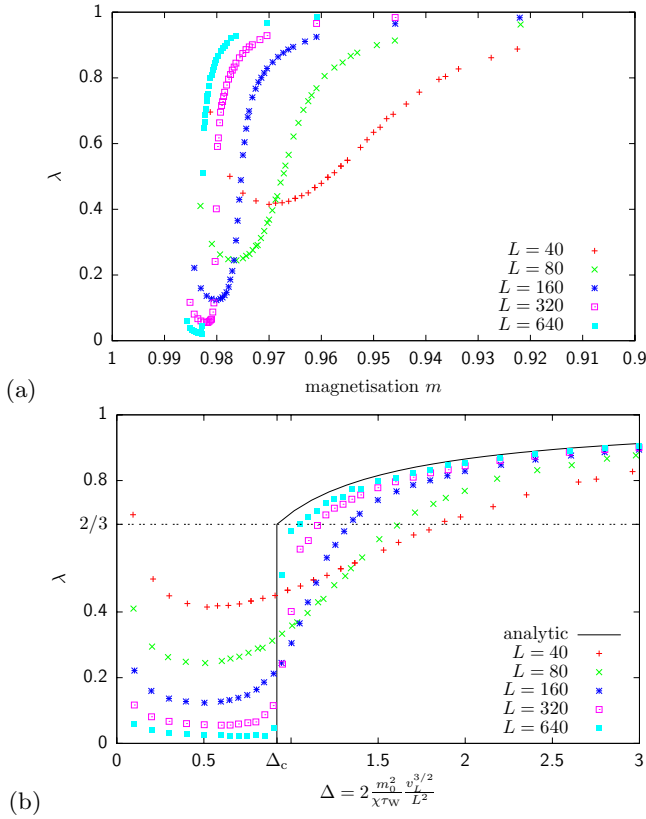 1
0.8
0.6
0.4
0.2
0
λ
1 0.99 0.98 0.97 0.96 0.95 0.94 0.93 0.92 0.91 0.9
magnetisation m
L = 40
L = 80
L = 160
L = 320
L = 640
(a)
1
0.8
2/3
0.4
0.2
0
λ
0 0.5 Δc 1.5 2 2.5 3
Δ = 2 m₀²/(χτW) v_L^{3/2}/L²
analytic
L = 40
L = 80
L = 160
L = 320
L = 640
(b)